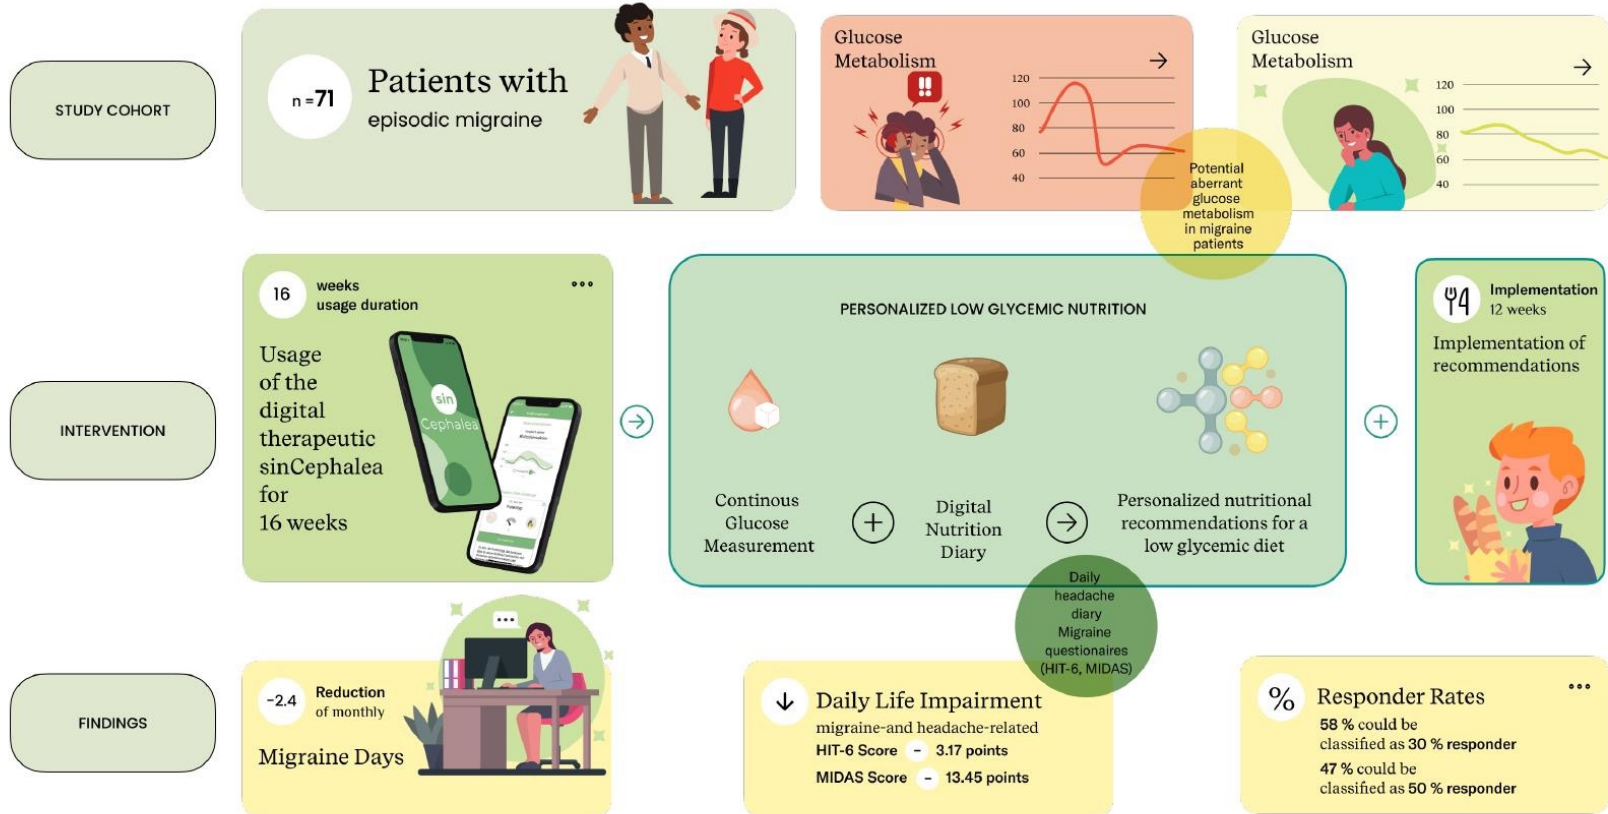 STUDY COHORT
n =71
Patients with
episodic migraine
Glucose
Metabolism
!!
120
100
80
60
40
Potential
aberrant
glucose
metabolism
in migraine
patients
Glucose
Metabolism
120
100
80
60
40
INTERVENTION
16
weeks
usage duration
Usage
of the
digital
therapeutic
sinCephalea
for
16 weeks
sin
Cephalea
PERSONALIZED LOW GLYCEMIC NUTRITION
Continous
Glucose
Measurement
+
Digital
Nutrition
Diary
Personalized nutritional
recommendations for a
low glycemic diet
+
Implementation
12 weeks
Implementation of
recommendations
Daily
headache
diary
Migraine
questionaires
(HIT-6, MIDAS)
FINDINGS
−2.4
Reduction
of monthly
Migraine Days
Daily Life Impairment
migraine-and headache-related
HIT-6 Score − 3.17 points
MIDAS Score − 13.45 points
%
Responder Rates
58 % could be
classified as 30 % responder
47 % could be
classified as 50 % responder